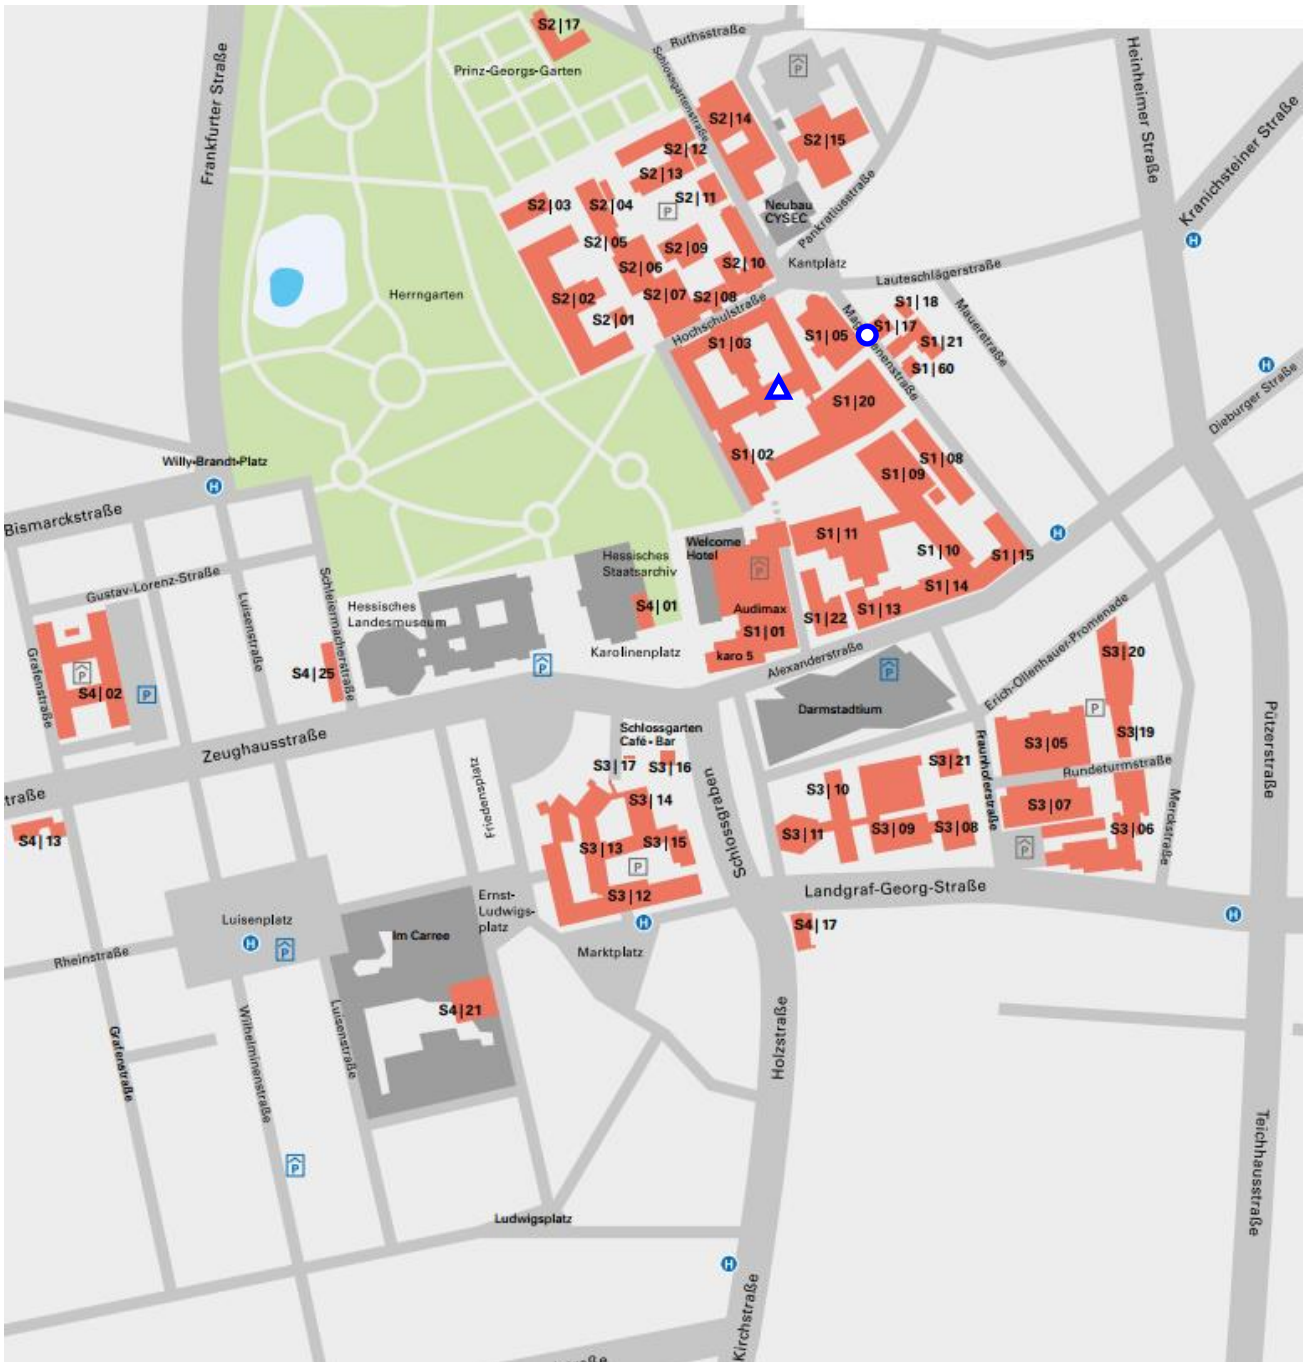 S2|17
Ruthsstraße
Prinz-Georgs-Garten
Schlossgartenstraße
Heinheimer Straße
Frankfurter Straße
P
S2|14
S2|15
S2|12
S2|13
Kranichsteiner Straße
S2|03
S2|04
S2|11
P
Neubau
CYSEC
Pankratiusstraße
S2|05
S2|09
H
S2|06
S2|10
Kantplatz
Lauteschlägerstraße
Herrngarten
S2|02
S2|07
S2|08
S2|01
Hochschulstraße
S1|18
Mauerstraße
S1|03
S1|05
S1|17
S1|21
S1|60
H
Dieburger Straße
S1|20
S1|02
S1|08
S1|09
Willy-Brandt-Platz
H
Bismarckstraße
H
S1|11
S1|10
S1|15
Welcome
Hotel
Hessisches
Staatsarchiv
P
Gustav-Lorenz-Straße
Schleiermacherstraße
Luisenstraße
Hessisches
Landesmuseum
S4|01
Audimax
S1|01
S1|22
S1|13
S1|14
Erich-Ollenhauer-Promenade
Grafenstraße
P
S4|02
P
S4|25
P
Karolinenplatz
karo 5
Alexanderstraße
P
S3|20
Darmstadtium
P
Zeughausstraße
Schlossgarten
Café - Bar
S3|05
S3|19
Pützerstraße
Friedensplatz
S3|17
S3|16
Schlossgraben
Fraunhoferstraße
S3|21
Rundeturmstraße
traße
S3|14
S3|10
S3|07
Merckstraße
S4|13
S3|13
S3|15
S3|11
S3|09
S3|08
S3|06
P
P
S3|12
Landgraf-Georg-Straße
Ernst-
Ludwigs-
platz
H
S4|17
H
Luisenplatz
H
P
Im Carree
Marktplatz
Rheinstraße
S4|21
Grafenstraße
Wilhelminenstraße
Luisenstraße
Holzstraße
Teichhausstraße
P
Ludwigsplatz
H
Kirchstraße